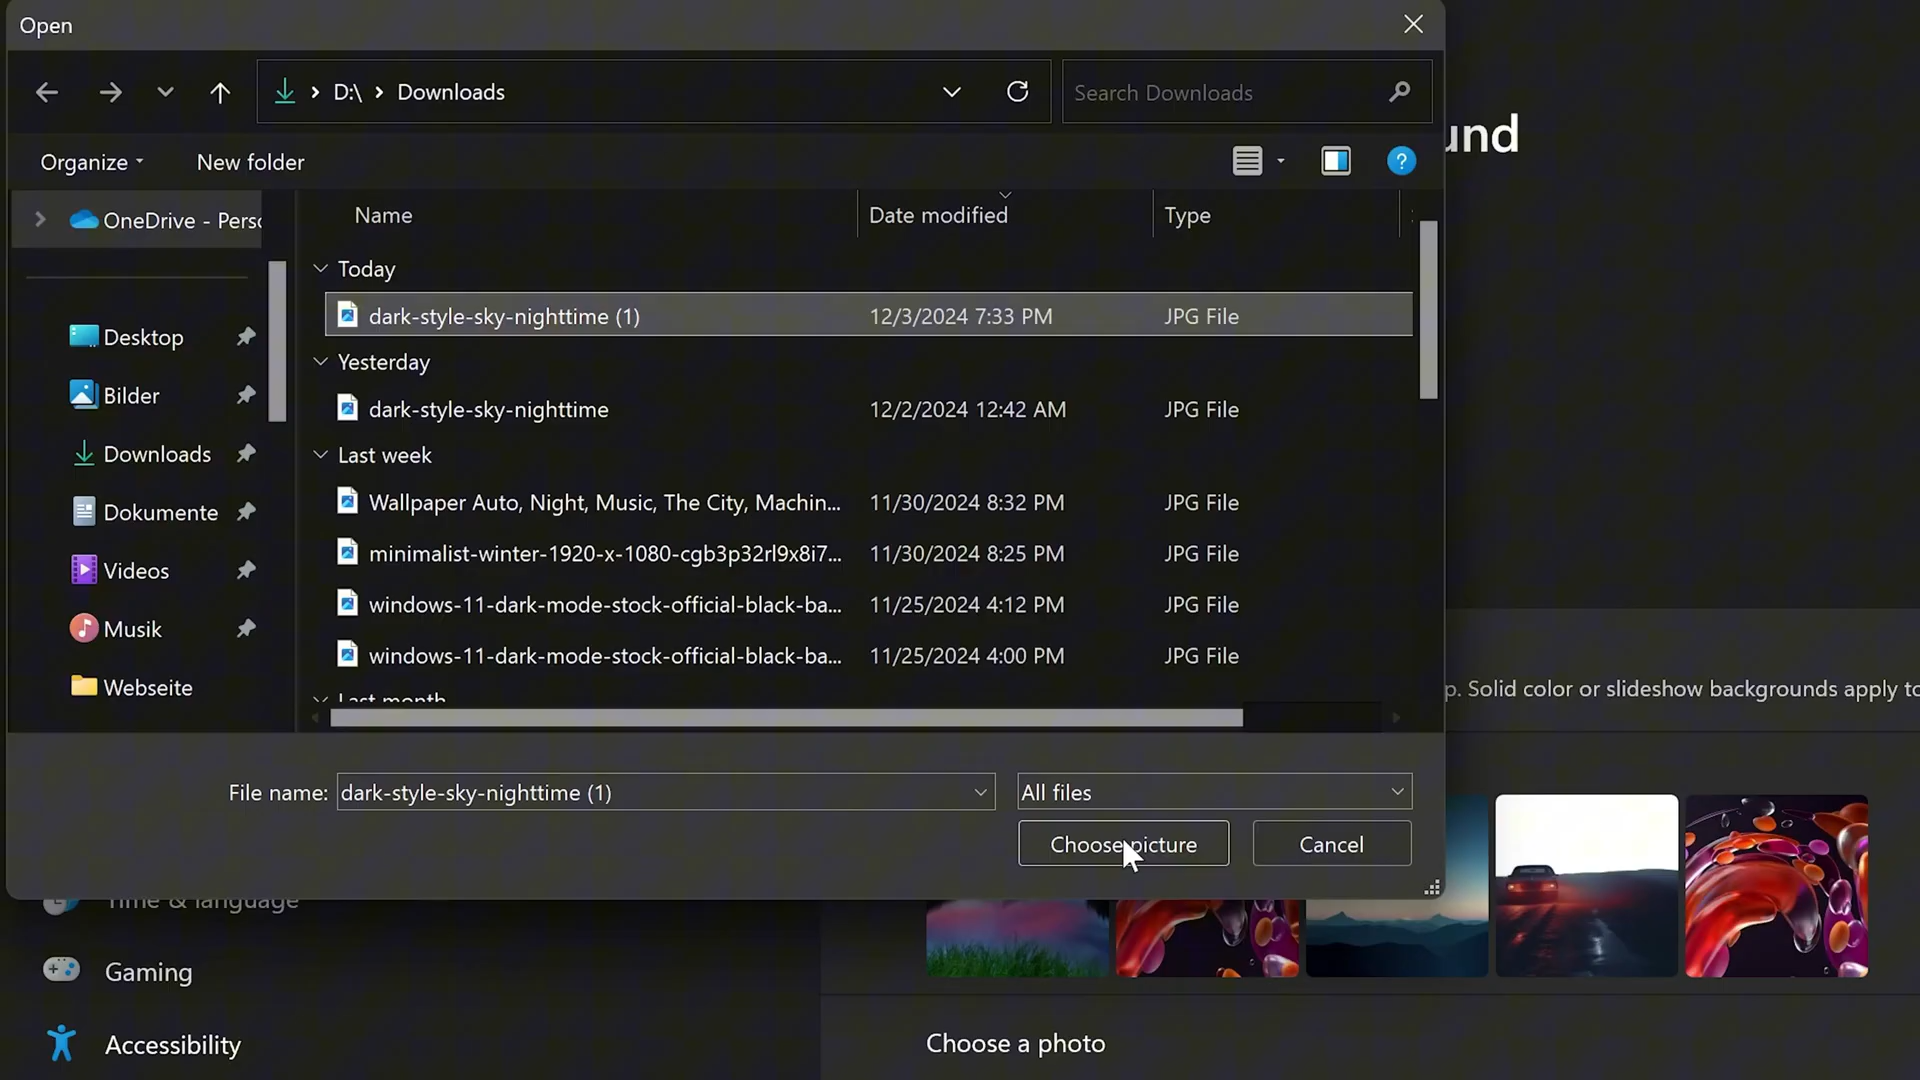 Open
D:\ > Downloads
Search Downloads
und
Organize
New folder
?
OneDrive - Perso
Name
Date modified
Type
Today
dark-style-sky-nighttime (1)
12/3/2024 7:33 PM
JPG File
Desktop
Yesterday
Bilder
dark-style-sky-nighttime
12/2/2024 12:42 AM
JPG File
Downloads
Last week
Dokumente
Wallpaper Auto, Night, Music, The City, Machin...
11/30/2024 8:32 PM
JPG File
minimalist-winter-1920-x-1080-cgb3p32rl9x8i7...
11/30/2024 8:25 PM
JPG File
Videos
windows-11-dark-mode-stock-official-black-ba...
11/25/2024 4:12 PM
JPG File
Musik
windows-11-dark-mode-stock-official-black-ba...
11/25/2024 4:00 PM
JPG File
Webseite
Last month
p. Solid color or slideshow backgrounds apply to
File name:
dark-style-sky-nighttime (1)
All files
Choose picture
Cancel
Time & language
Gaming
Accessibility
Choose a photo